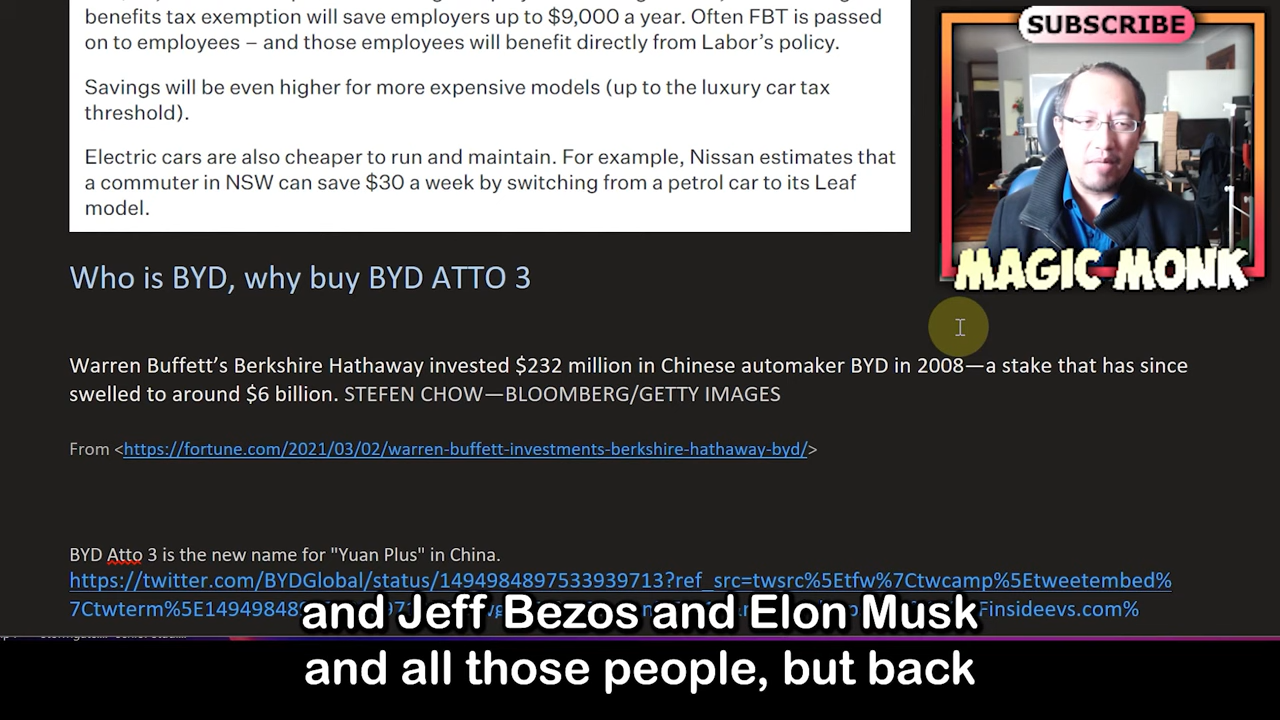 benefits tax exemption will save employers up to $9,000 a year. Often FBT is passed
on to employees – and those employees will benefit directly from Labor's policy.
Savings will be even higher for more expensive models (up to the luxury car tax
threshold).
Electric cars are also cheaper to run and maintain. For example, Nissan estimates that
a commuter in NSW can save $30 a week by switching from a petrol car to its Leaf
model.
SUBSCRIBE
MAGIC MONK
Who is BYD, why buy BYD ATTO 3
Warren Buffett's Berkshire Hathaway invested $232 million in Chinese automaker BYD in 2008—a stake that has since
swelled to around $6 billion. STEFEN CHOW—BLOOMBERG/GETTY IMAGES
From <https://fortune.com/2021/03/02/warren-buffett-investments-berkshire-hathaway-byd/>
BYD Atto 3 is the new name for "Yuan Plus" in China.
https://twitter.com/BYDGlobal/status/1494984897533939713?ref_src=twsrc%5Etfw%7Ctwcamp%5Etweetembed%
and Jeff Bezos and Elon Musk
and all those people, but back